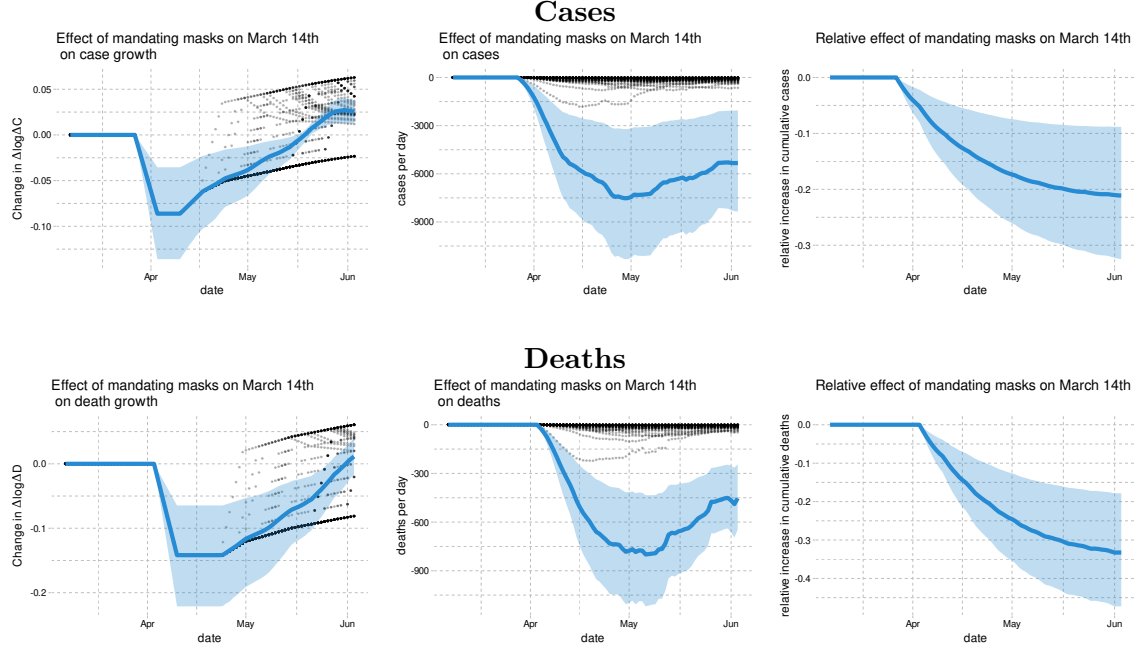 Cases
Effect of mandating masks on March 14th
on case growth
Change in ΔlogΔC
0.05
0.00
-0.05
-0.10
Apr
May
Jun
date
Effect of mandating masks on March 14th
on cases
cases per day
0
-3000
-6000
-9000
Apr
May
Jun
date
Relative effect of mandating masks on March 14th
relative increase in cumulative cases
0.0
-0.1
-0.2
-0.3
Apr
May
Jun
date
Deaths
Effect of mandating masks on March 14th
on death growth
Change in ΔlogΔD
0.0
-0.1
-0.2
Apr
May
Jun
date
Effect of mandating masks on March 14th
on deaths
deaths per day
0
-300
-600
-900
Apr
May
Jun
date
Relative effect of mandating masks on March 14th
relative increase in cumulative deaths
0.0
-0.1
-0.2
-0.3
-0.4
Apr
May
Jun
date